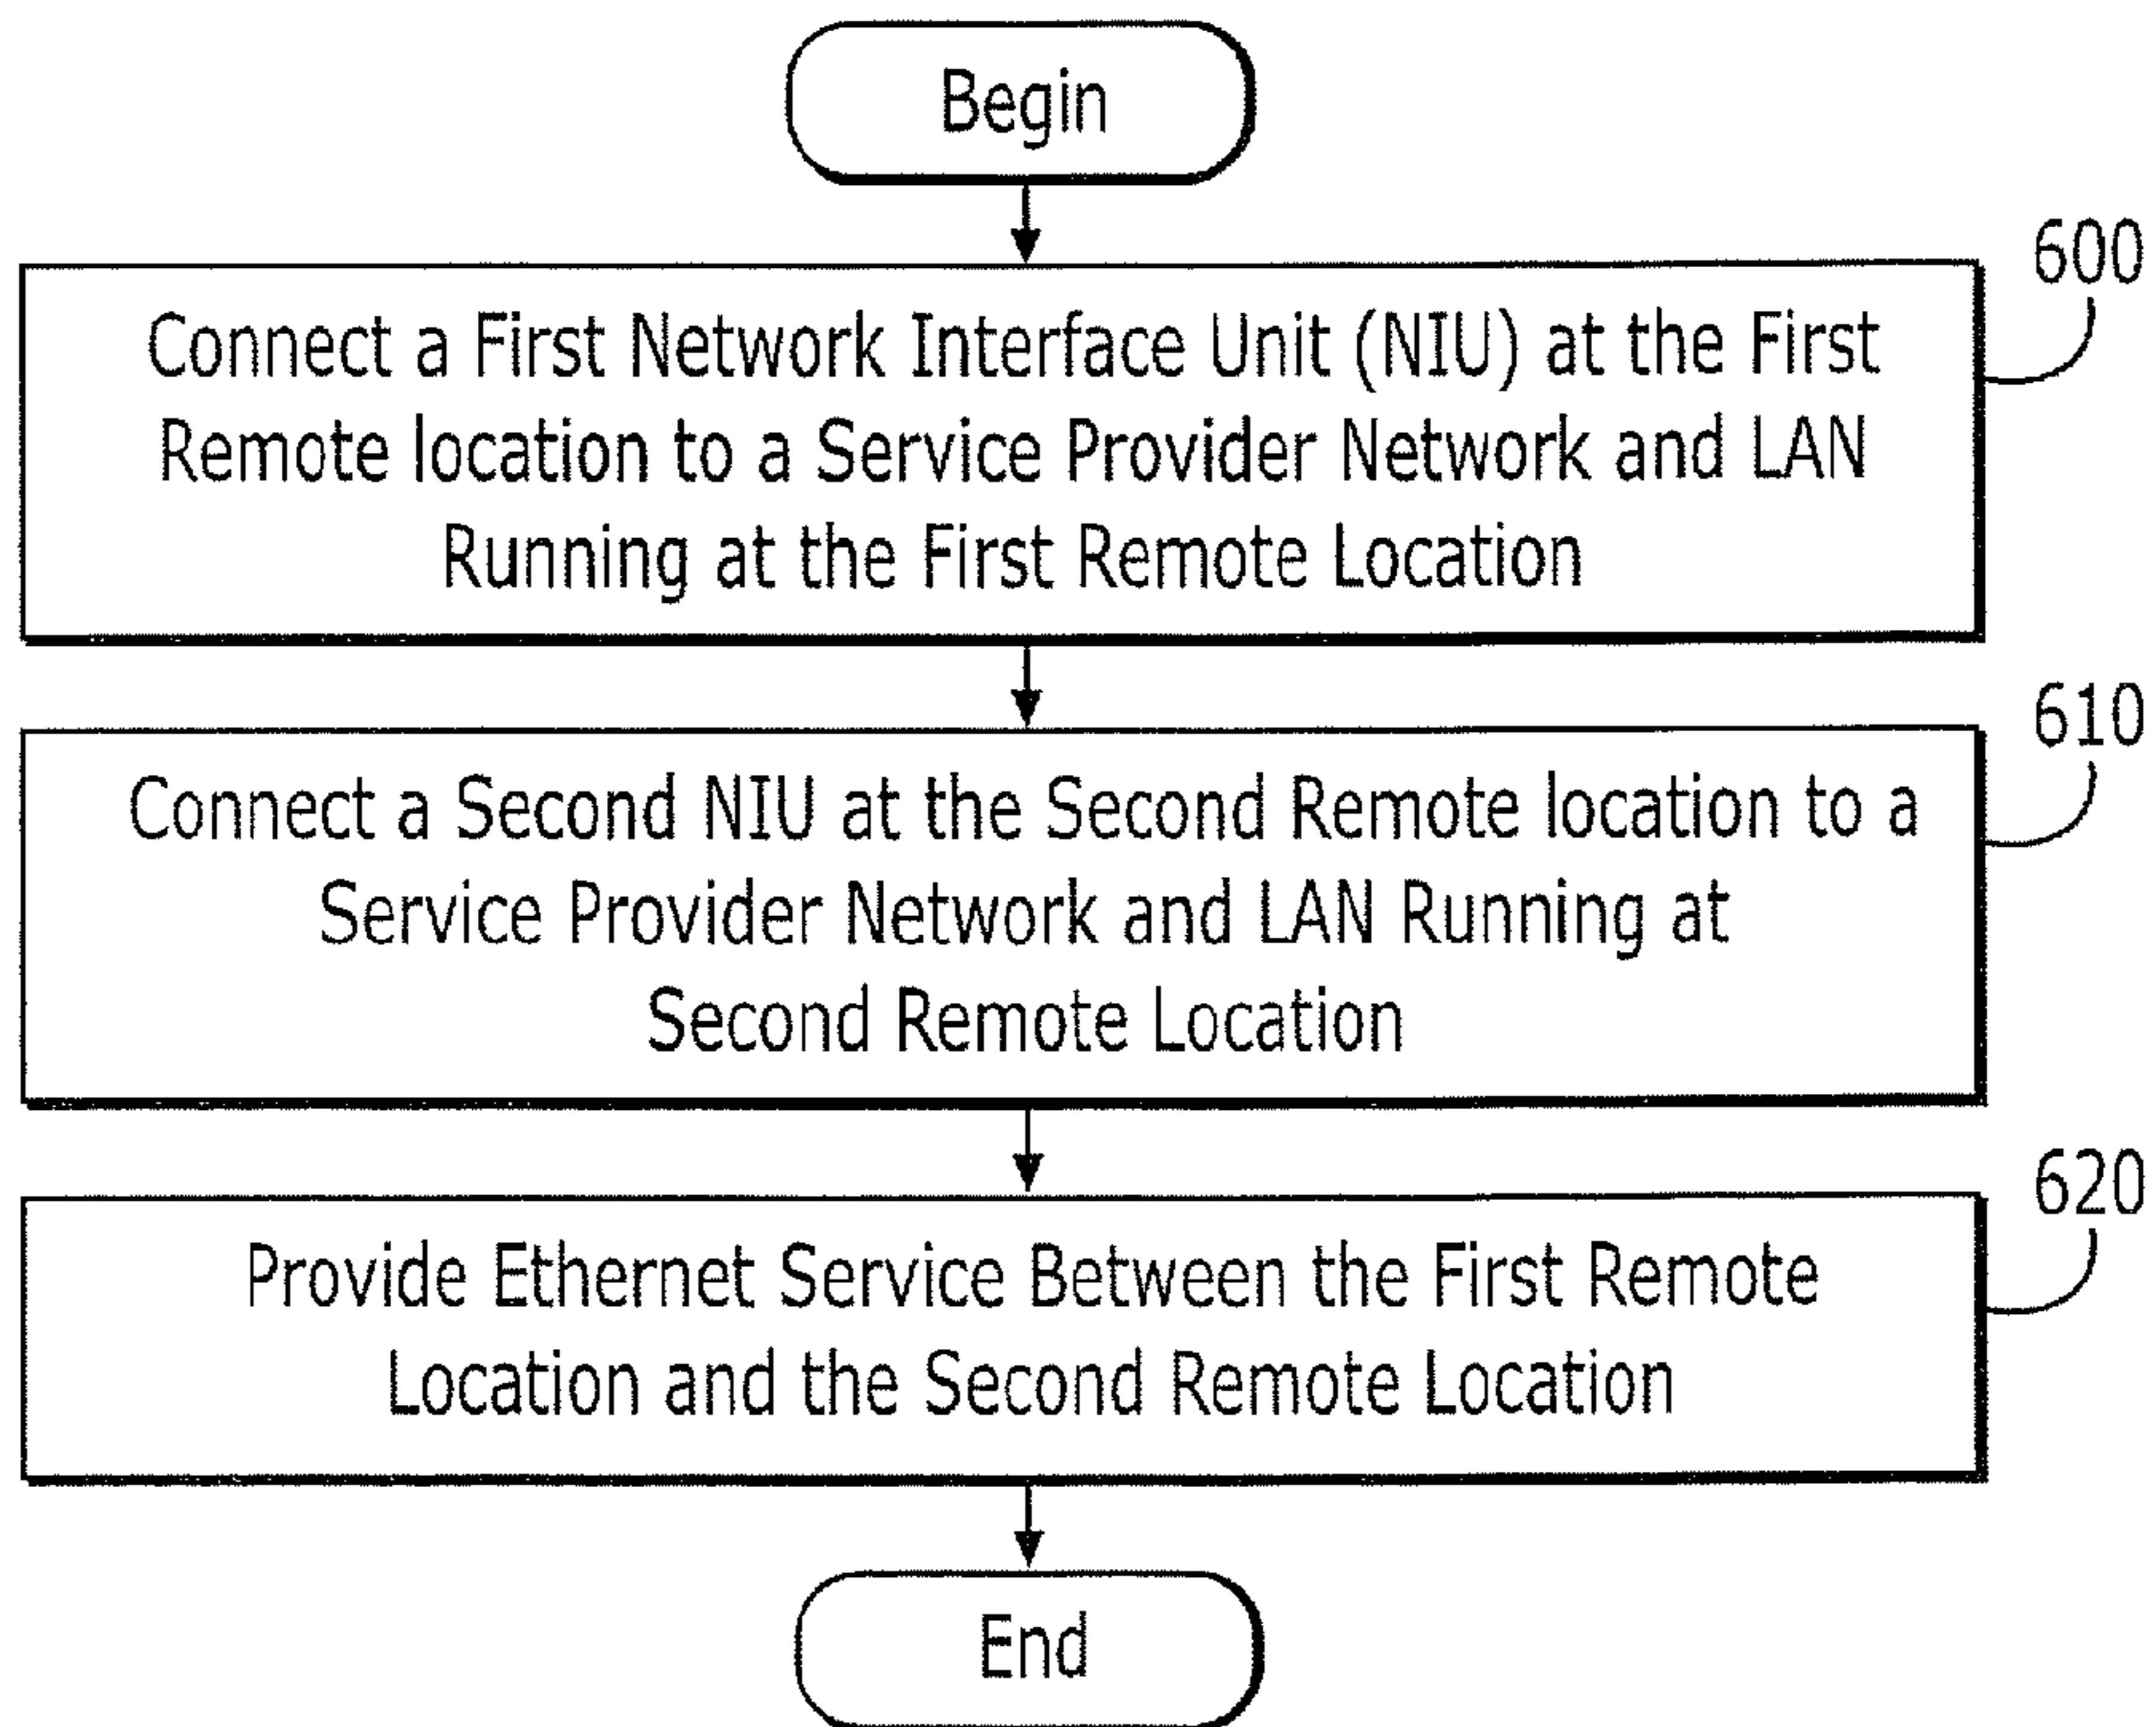 Begin
600
Connect a First Network Interface Unit (NIU) at the First
Remote location to a Service Provider Network and LAN
Running at the First Remote Location
610
Connect a Second NIU at the Second Remote location to a
Service Provider Network and LAN Running at
Second Remote Location
620
Provide Ethernet Service Between the First Remote
Location and the Second Remote Location
End